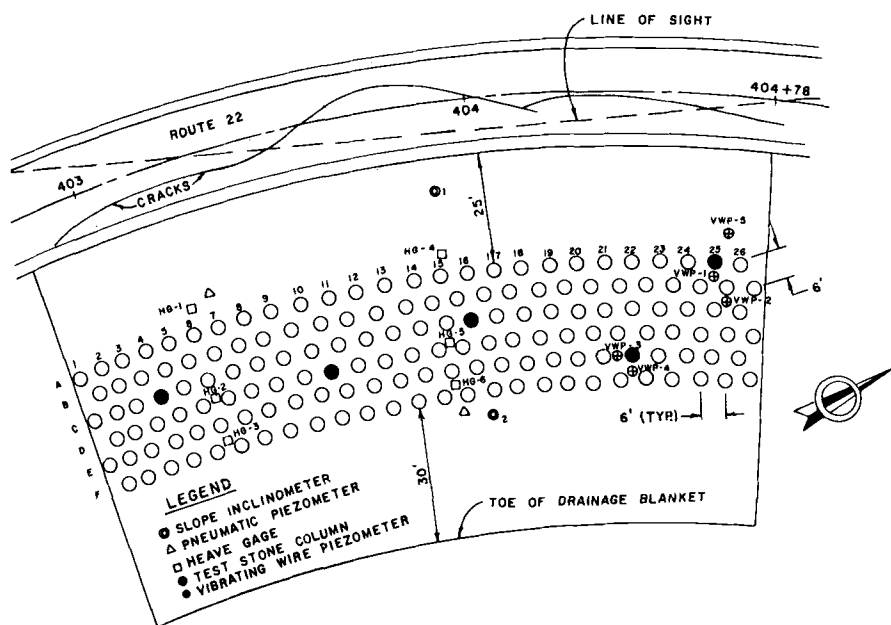 LINE OF SIGHT
404+78
404
ROUTE 22
403
CRACKS
1
25'
VWP-5
HG-4
1 2 3 4 5 6 7 8 9 10 11 12 13 14 15 16 17 18 19 20 21 22 23 24 25 26
VWP-1
HG-1
6'
VWP-2
A
B
C
D
E
F
HG-5
VWP-3
HG-2
HG-6
VWP-4
2
6' (TYP.)
HG-3
30'
LEGEND
SLOPE INCLINOMETER
PNEUMATIC PIEZOMETER
HEAVE GAGE
TEST STONE COLUMN
VIBRATING WIRE PIEZOMETER
TOE OF DRAINAGE BLANKET